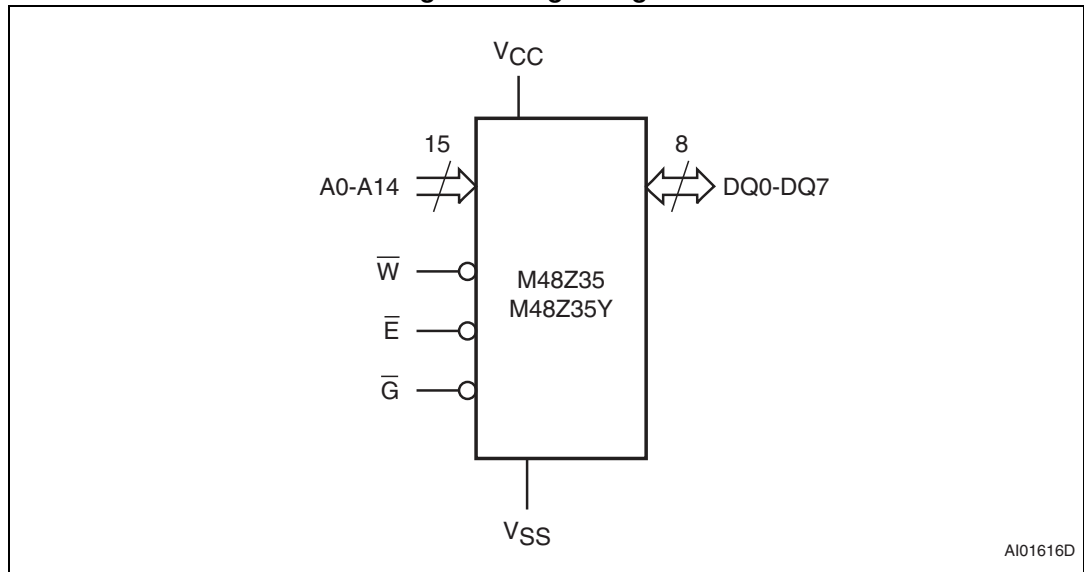 VCC
15
8
A0-A14
DQ0-DQ7
W̅
M48Z35
M48Z35Y
E̅
G̅
VSS
AI01616D